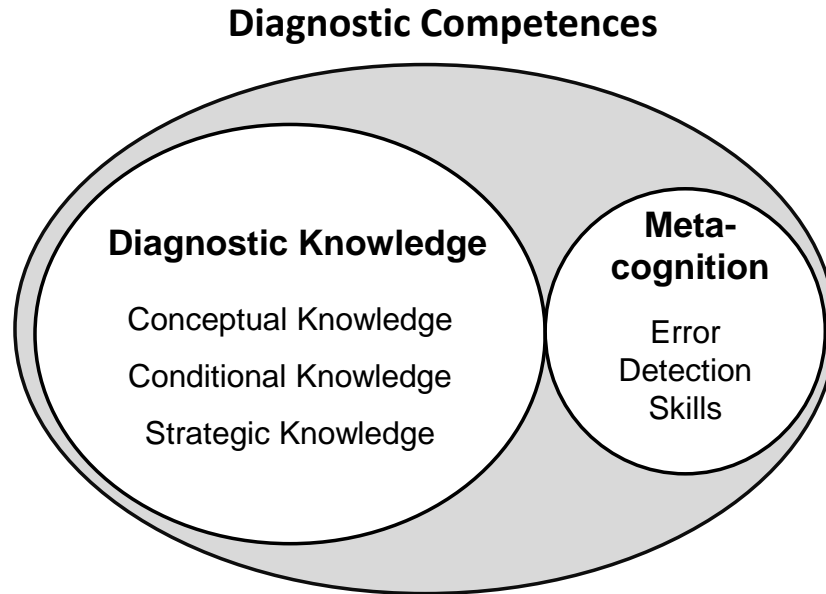 Diagnostic Competences
Diagnostic Knowledge
Conceptual Knowledge
Conditional Knowledge
Strategic Knowledge
Meta-
cognition
Error
Detection
Skills